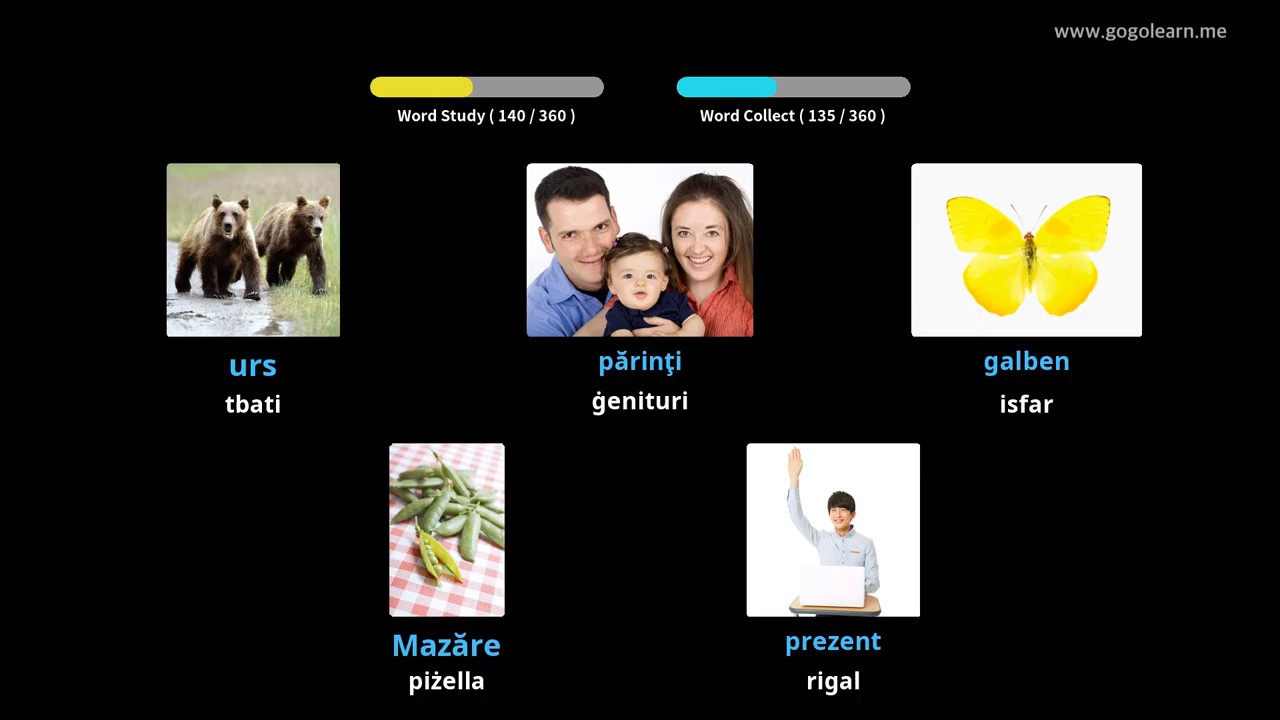 www.gogolearn.me
Word Study ( 140 / 360 )
Word Collect ( 135 / 360 )
urs
tbati
părinţi
ġenituri
galben
isfar
Mazăre
piżella
prezent
rigal